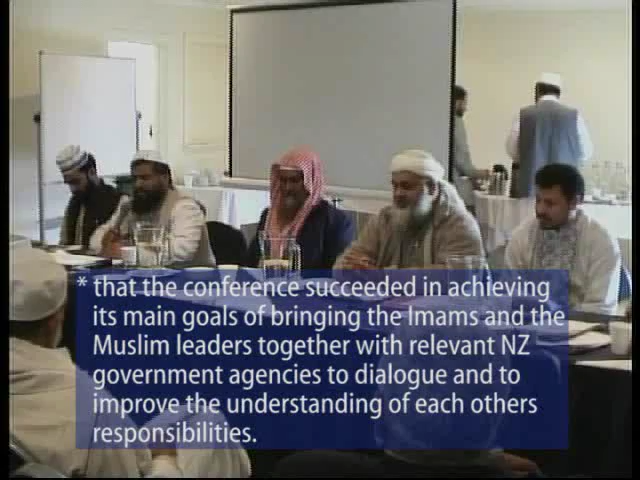 * that the conference succeeded in achieving
its main goals of bringing the Imams and the
Muslim leaders together with relevant NZ
government agencies to dialogue and to
improve the understanding of each others
responsibilities.